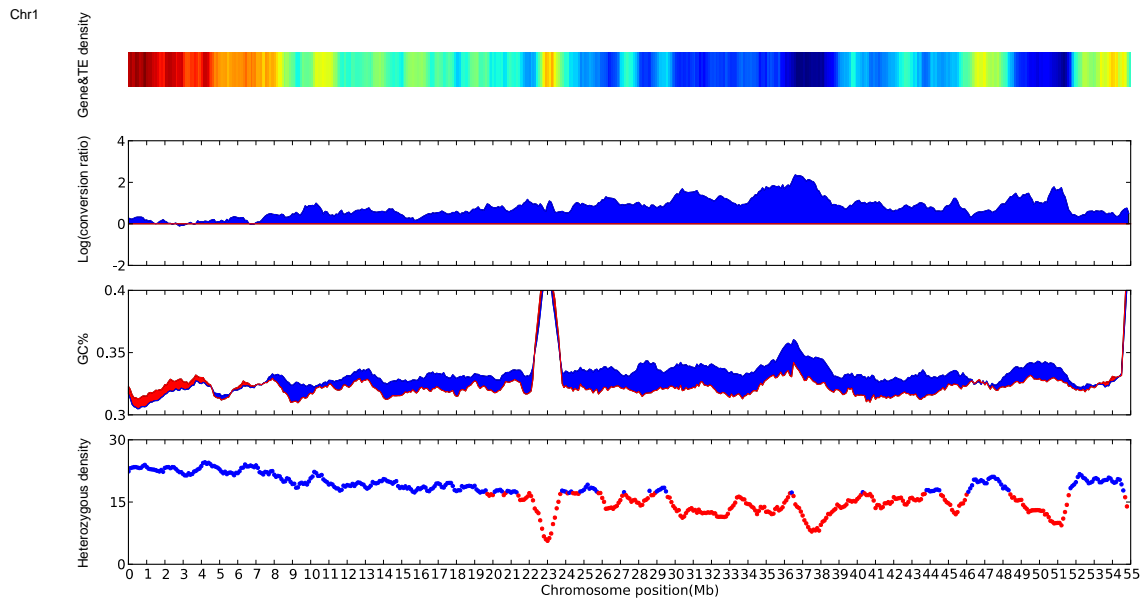 Chr1
Gene&TE density
Log(conversion ratio)
4
2
0
-2
GC%
0.4
0.35
0.3
Heterozygous density
30
15
0
0 1 2 3 4 5 6 7 8 9 10 11 12 13 14 15 16 17 18 19 20 21 22 23 24 25 26 27 28 29 30 31 32 33 34 35 36 37 38 39 40 41 42 43 44 45 46 47 48 49 50 51 52 53 54 55
Chromosome position(Mb)